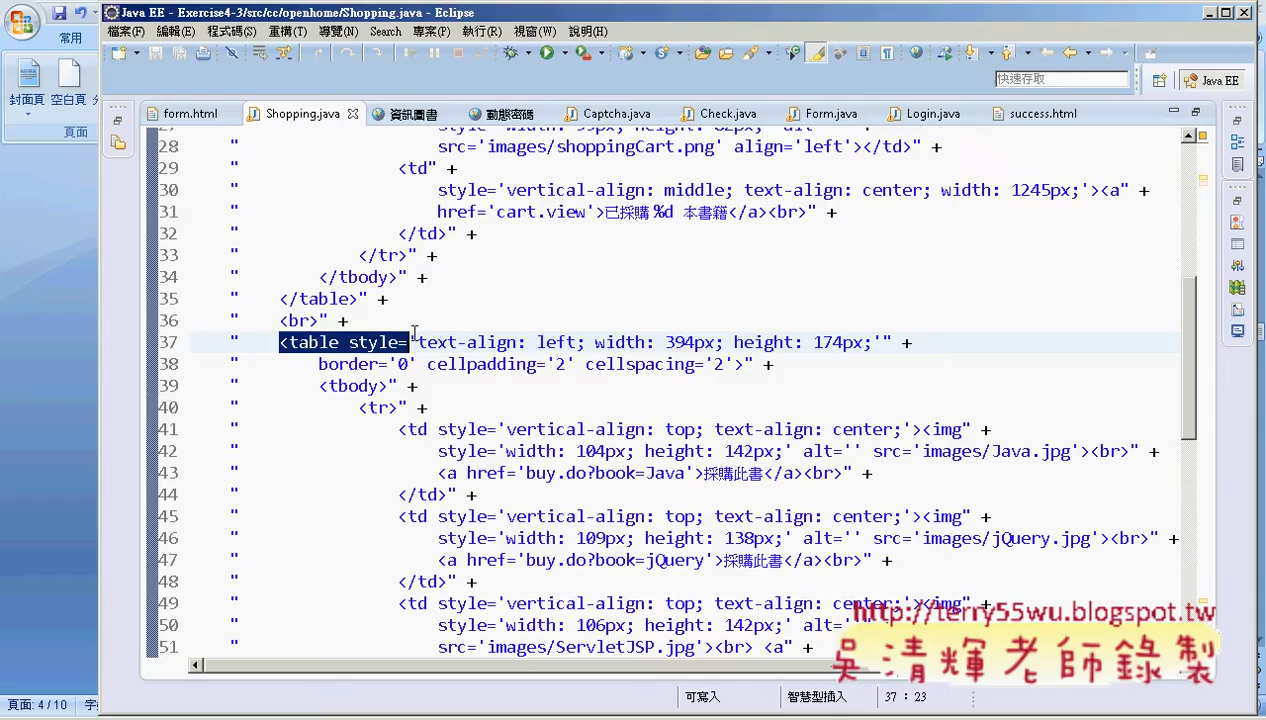 Java EE - Exercise4-3/src/cc/openhome/Shopping.java - Eclipse
常用
檔案(F) 編輯(E) 程式碼(S) 重構(T) 導覽(N) Search 專案(P) 執行(R) 視窗(W) 說明(H)
快速存取
Java EE
封面頁 空白頁
頁面
form.html Shopping.java 資訊圖書 動態密碼 Captcha.java Check.java Form.java Login.java success.html
27 " style='width: 99px; height: 82px;' alt=''" +
28 " src='images/shoppingCart.png' align='left'></td>" +
29 " <td" +
30 " style='vertical-align: middle; text-align: center; width: 1245px;'><a" +
31 " href='cart.view'>已採購 %d 本書籍</a><br>" +
32 " </td>" +
33 " </tr>" +
34 " </tbody>" +
35 " </table>" +
36 " <br>" +
37 " <table style='text-align: left; width: 394px; height: 174px;'" +
38 " border='0' cellpadding='2' cellspacing='2'>" +
39 " <tbody>" +
40 " <tr>" +
41 " <td style='vertical-align: top; text-align: center;'><img" +
42 " style='width: 104px; height: 142px;' alt='' src='images/Java.jpg'><br>" +
43 " <a href='buy.do?book=Java'>採購此書</a><br>" +
44 " </td>" +
45 " <td style='vertical-align: top; text-align: center;'><img" +
46 " style='width: 109px; height: 138px;' alt='' src='images/jQuery.jpg'><br>" +
47 " <a href='buy.do?book=jQuery'>採購此書</a><br>" +
48 " </td>" +
49 " <td style='vertical-align: top; text-align: center;'><img" +
50 " style='width: 106px; height: 142px;' alt=''" +
51 " src='images/ServletJSP.jpg'><br> <a" +
http://terry55wu.blogspot.tw
吳清輝老師錄製
可寫入 智慧型插入 37 : 23
頁面: 4/10